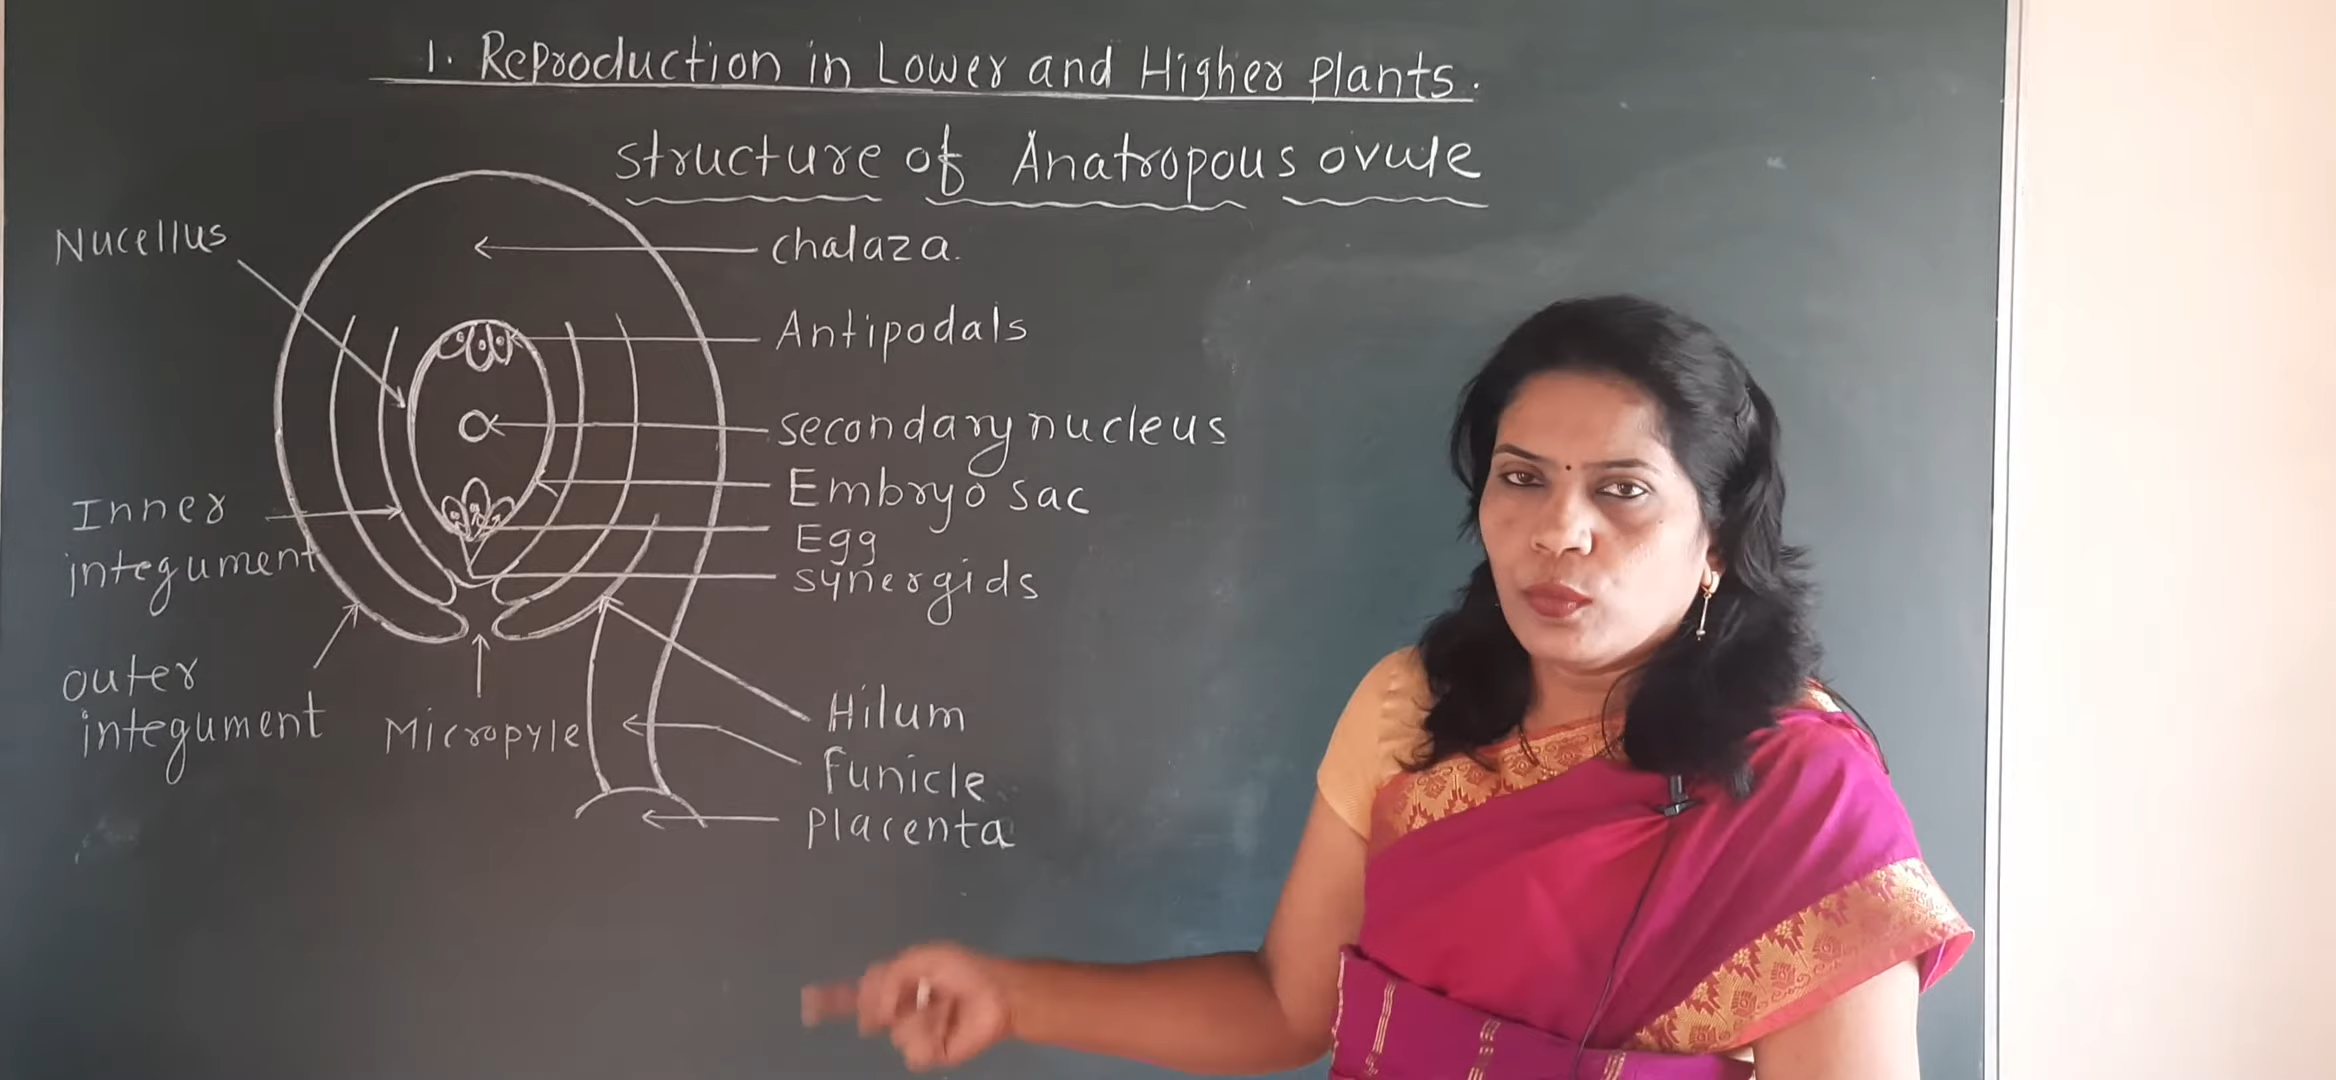 1. Reproduction in Lower and Higher plants.
structure of Anatropous ovule
Nucellus
chalaza.
Antipodals
secondary nucleus
Embryo sac
Inner
integument
Egg
synergids
outer
integument
Micropyle
Hilum
funicle
placenta